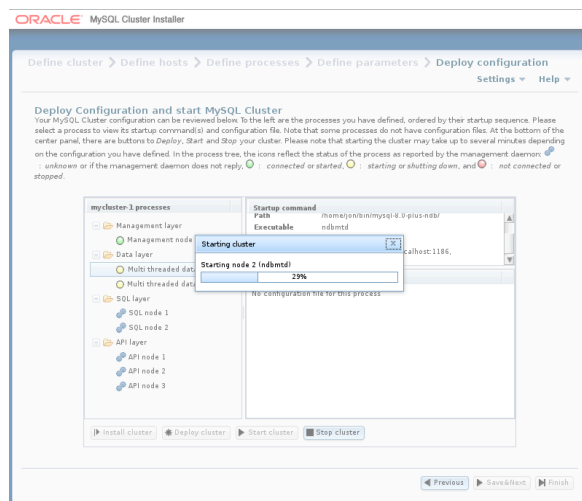 ORACLE MySQL Cluster Installer
Define cluster Define hosts Define processes Define parameters Deploy configuration
Settings Help
Deploy Configuration and start MySQL Cluster
Your MySQL Cluster configuration can be reviewed below. To the left are the processes you have defined, ordered by their startup sequence. Please
select a process to view its startup command(s) and configuration file. Note that some processes do not have configuration files. At the bottom of the
center panel, there are buttons to Deploy, Start and Stop your cluster. Please note that starting the cluster may take up to several minutes depending
on the configuration you have defined. In the process tree, the icons reflect the status of the process as reported by the management daemon:
: unknown or if the management daemon does not reply, : connected or started, : starting or shutting down, and : not connected or
stopped.
mycluster-1 processes
Management layer
Management node
Data layer
Multi threaded data
Multi threaded data
SQL layer
SQL node 1
SQL node 2
API layer
API node 1
API node 2
API node 3
Startup command
Path /home/jon/bin/mysql-8.0-plus-ndb/
Executable ndbmtd
calhost:1186,
No configuration file for this process
Starting cluster x
Starting node 2 (ndbmtd)
29%
Install cluster Deploy cluster Start cluster Stop cluster
Previous Save&Next Finish